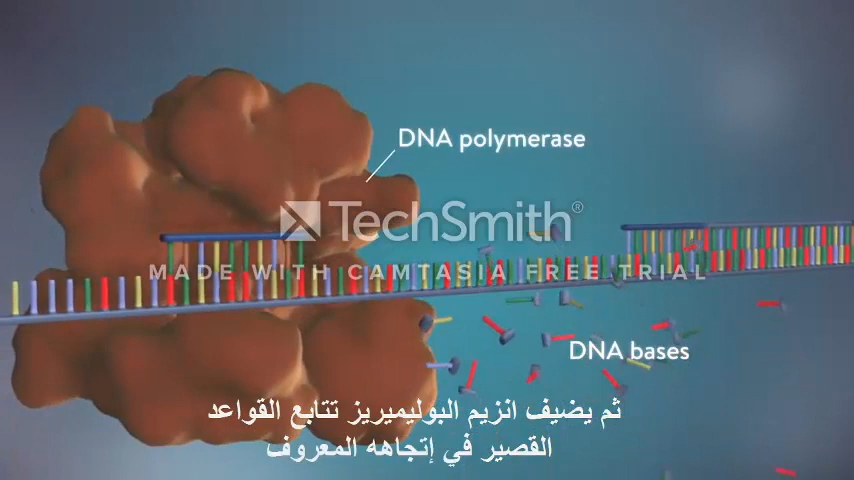 DNA polymerase
TechSmith®
MADE WITH CAMTASIA FREE TRIAL
DNA bases
ثم يضيف انزيم البوليميريز تتابع القواعد
القصير في إتجاهه المعروف